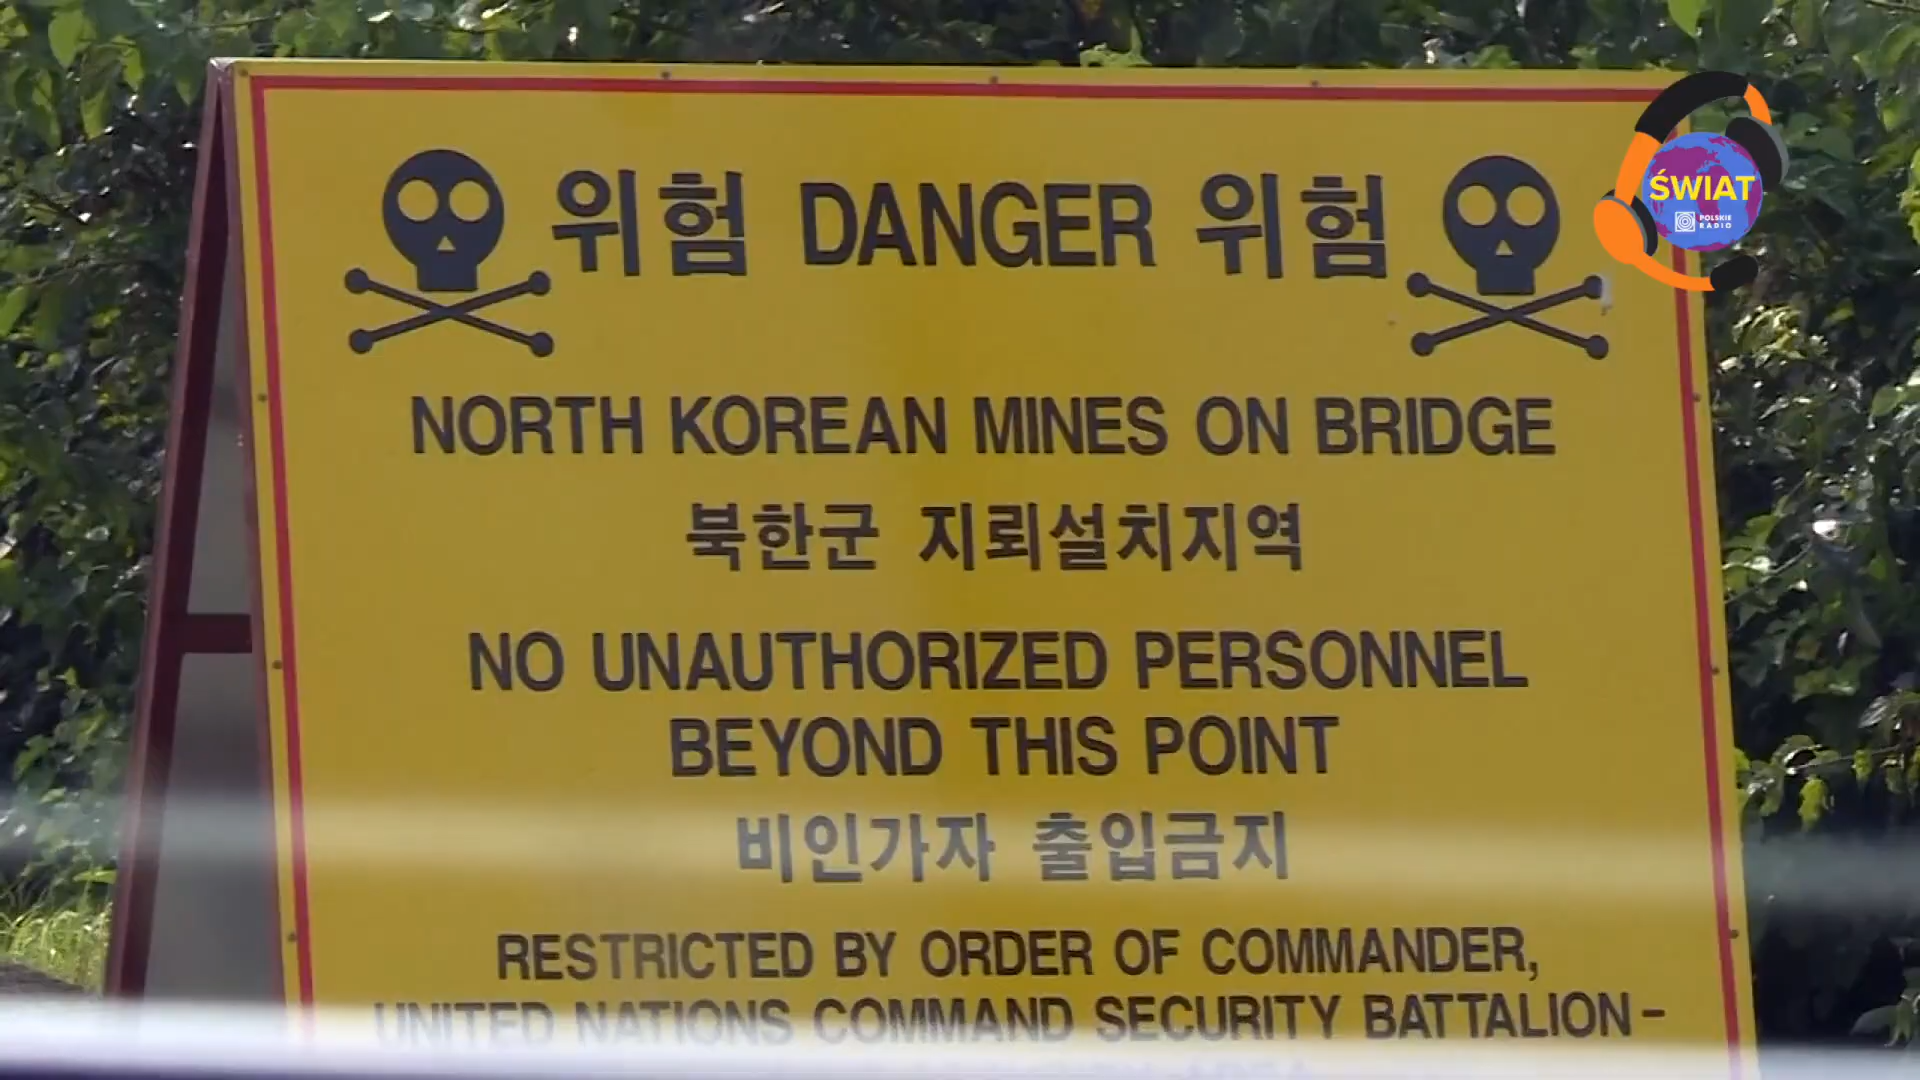 위험 DANGER 위험
ŚWIAT
POLSKIE
RADIO
NORTH KOREAN MINES ON BRIDGE
북한군 지뢰설치지역
NO UNAUTHORIZED PERSONNEL
BEYOND THIS POINT
비인가자 출입금지
RESTRICTED BY ORDER OF COMMANDER,
UNITED NATIONS COMMAND SECURITY BATTALION-